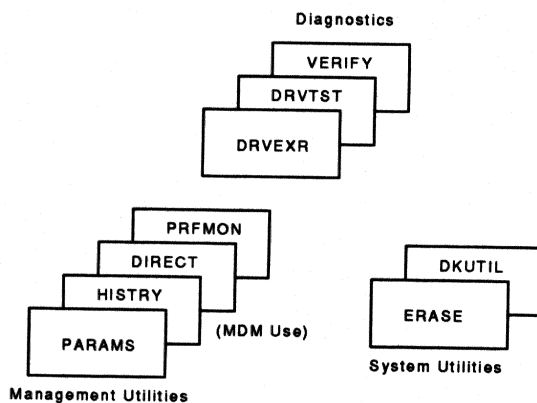 Diagnostics
VERIFY
DRVTST
DRVEXR
PRFMON
DIRECT
HISTRY
PARAMS
(MDM Use)
Management Utilities
DKUTIL
ERASE
System Utilities